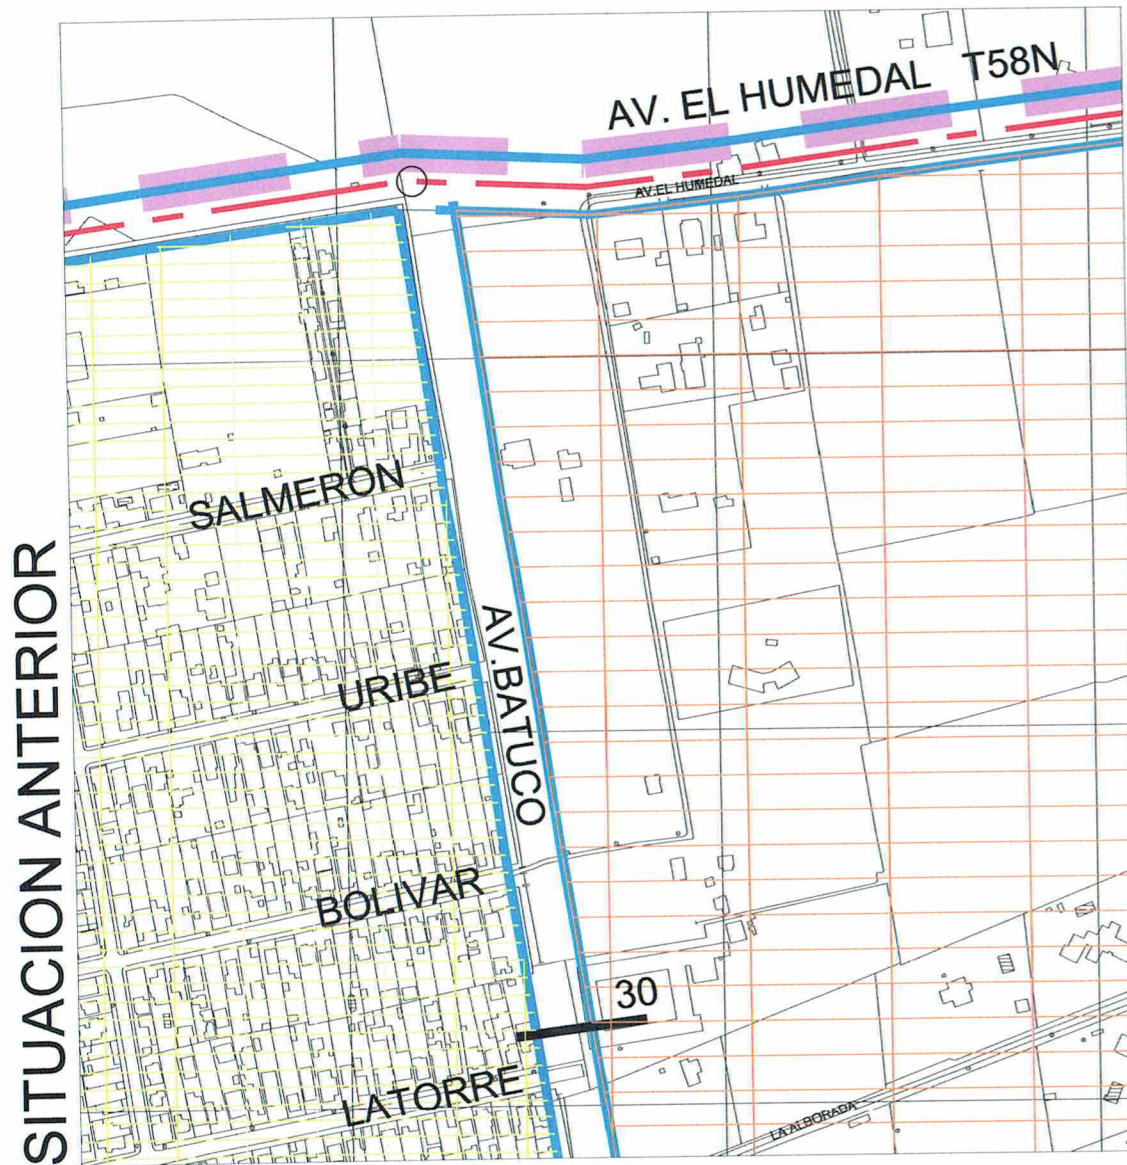 AV. EL HUMEDAL T58N
AV.EL HUMEDAL
SALMERON
AV.BATUCO
URIBE
BOLIVAR
30
LATORRE
LA ALBORADA
SITUACION ANTERIOR